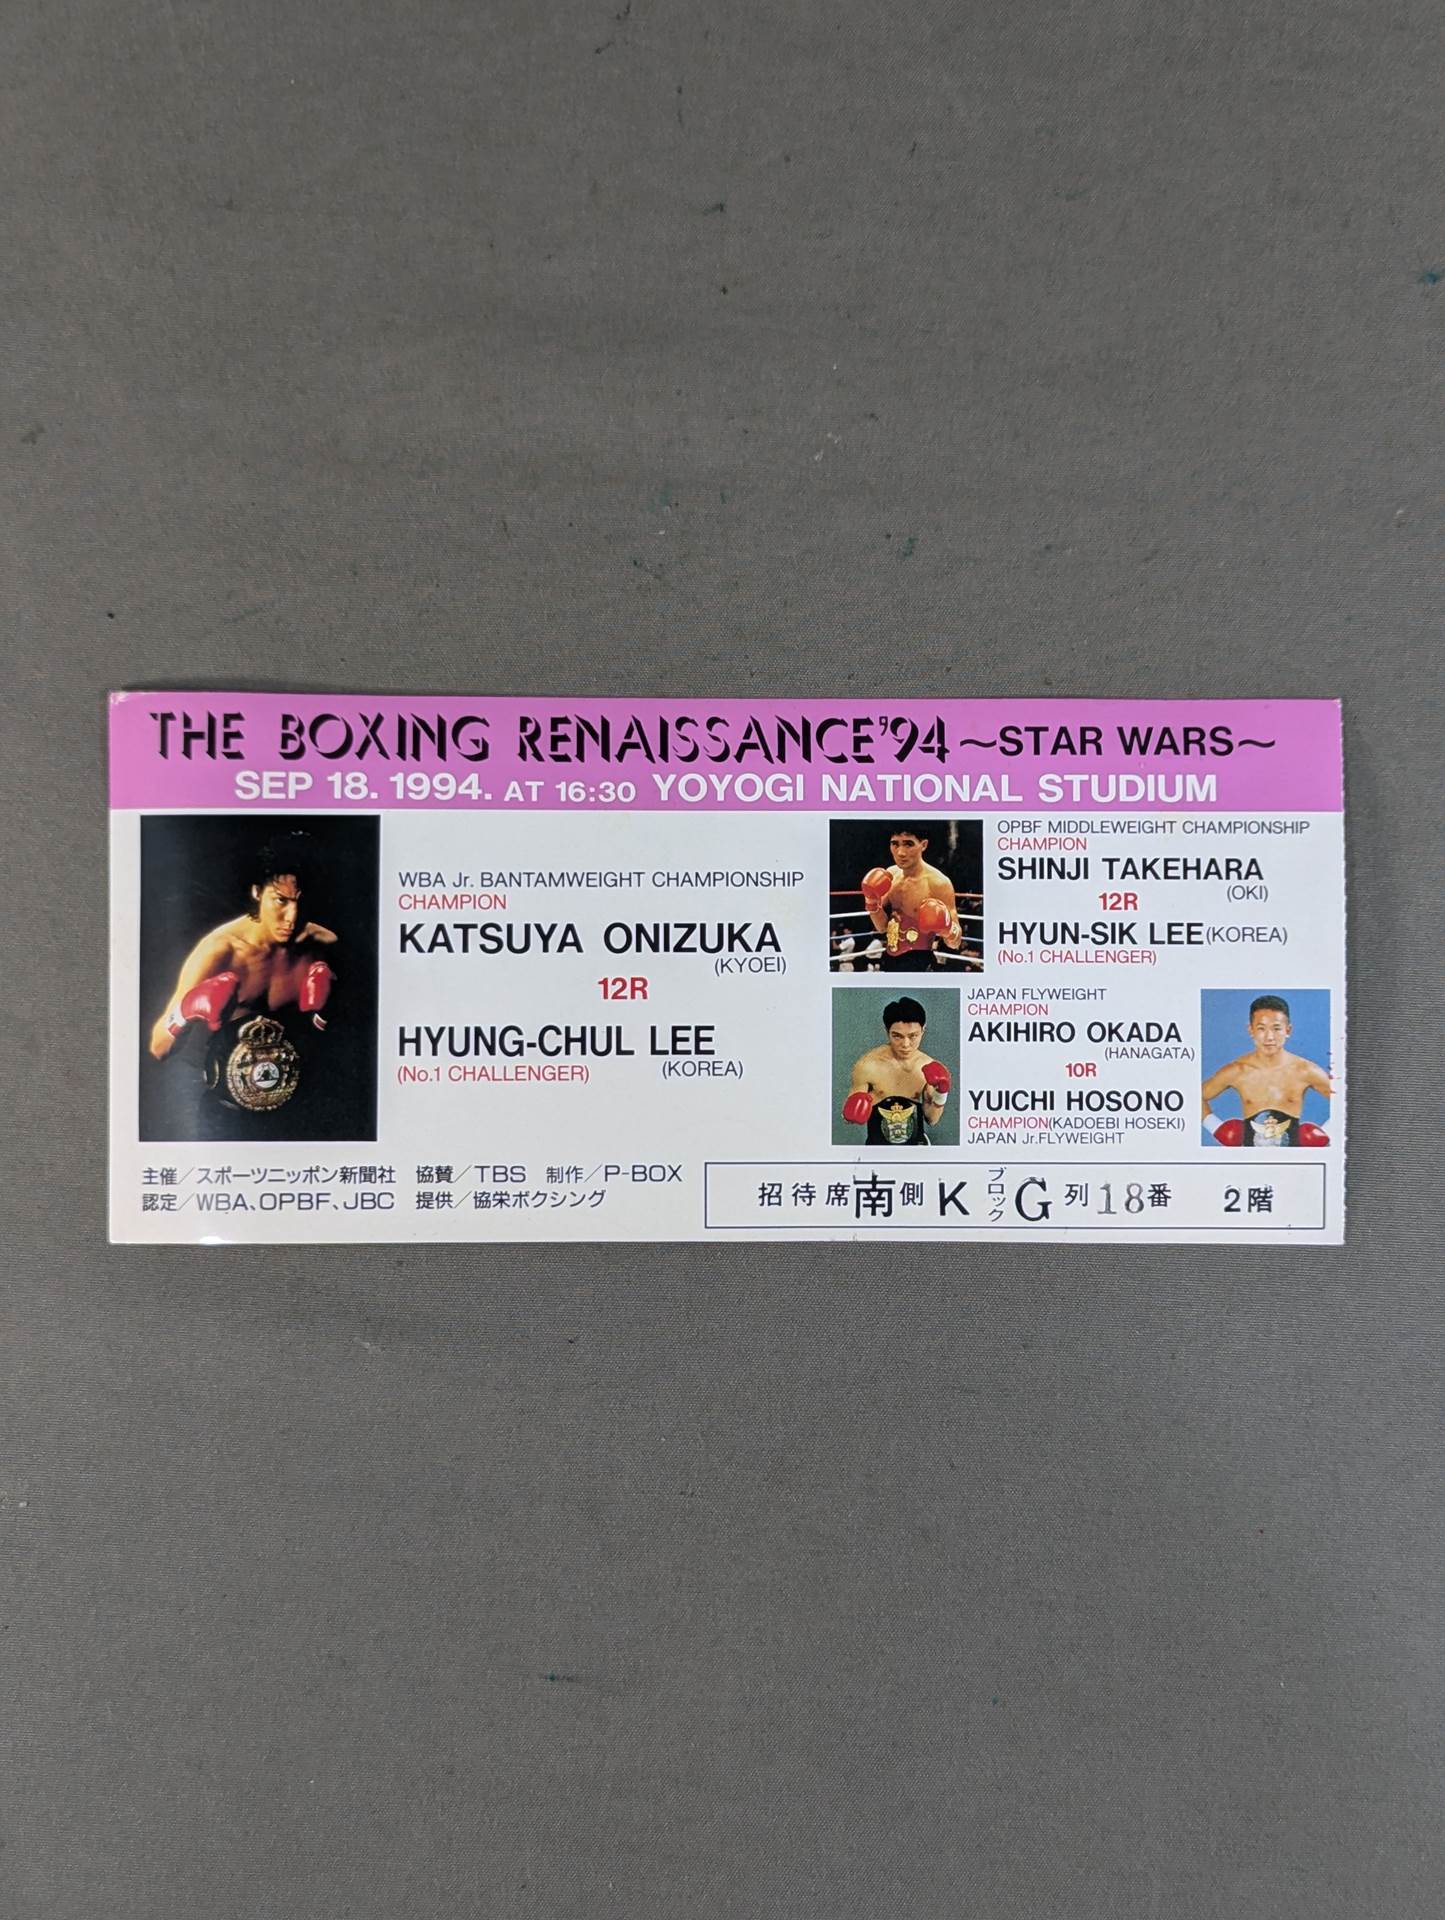 THE BOXING RENAISSANCE'94 ～STAR WARS～
SEP 18. 1994. AT 16:30 YOYOGI NATIONAL STUDIUM
WBA Jr. BANTAMWEIGHT CHAMPIONSHIP
CHAMPION
KATSUYA ONIZUKA
(KYOEI)
12R
HYUNG-CHUL LEE
(No.1 CHALLENGER) (KOREA)
OPBF MIDDLEWEIGHT CHAMPIONSHIP
CHAMPION
SHINJI TAKEHARA
12R (OKI)
HYUN-SIK LEE(KOREA)
(No.1 CHALLENGER)
JAPAN FLYWEIGHT
CHAMPION
AKIHIRO OKADA
(HANAGATA)
10R
YUICHI HOSONO
CHAMPION(KADOEBI HOSEKI)
JAPAN Jr.FLYWEIGHT
主催／スポーツニッポン新聞社 協賛／TBS 制作／P-BOX
認定／WBA、OPBF、JBC 提供／協栄ボクシング
招待席 南側 K ブロック G 列 18番 2階